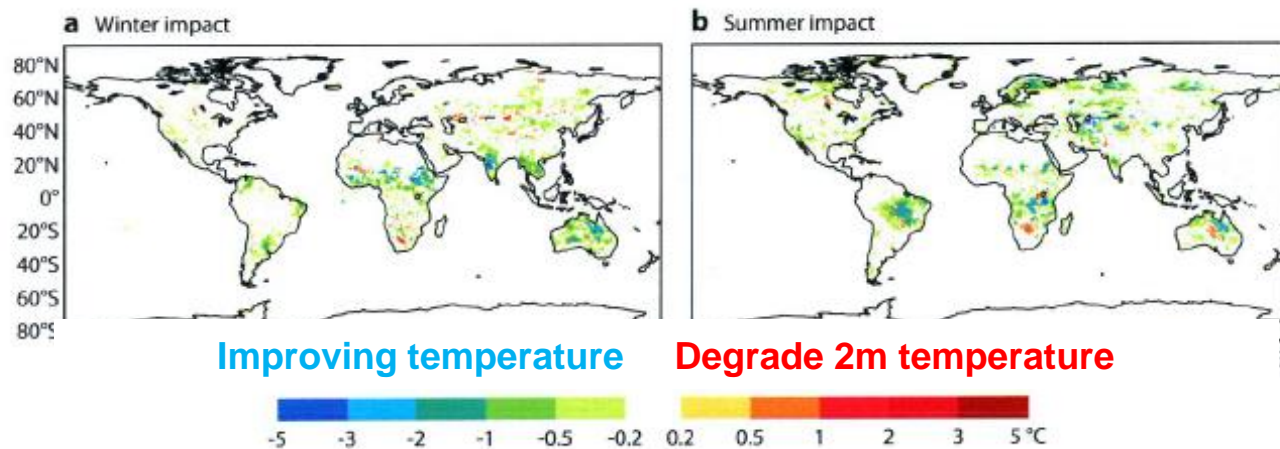 a Winter impact
b Summer impact
80°N
60°N
40°N
20°N
0°
20°S
40°S
60°S
80°S
Improving temperature
Degrade 2m temperature
-5 -3 -2 -1 -0.5 -0.2 0.2 0.5 1 2 3 5 °C